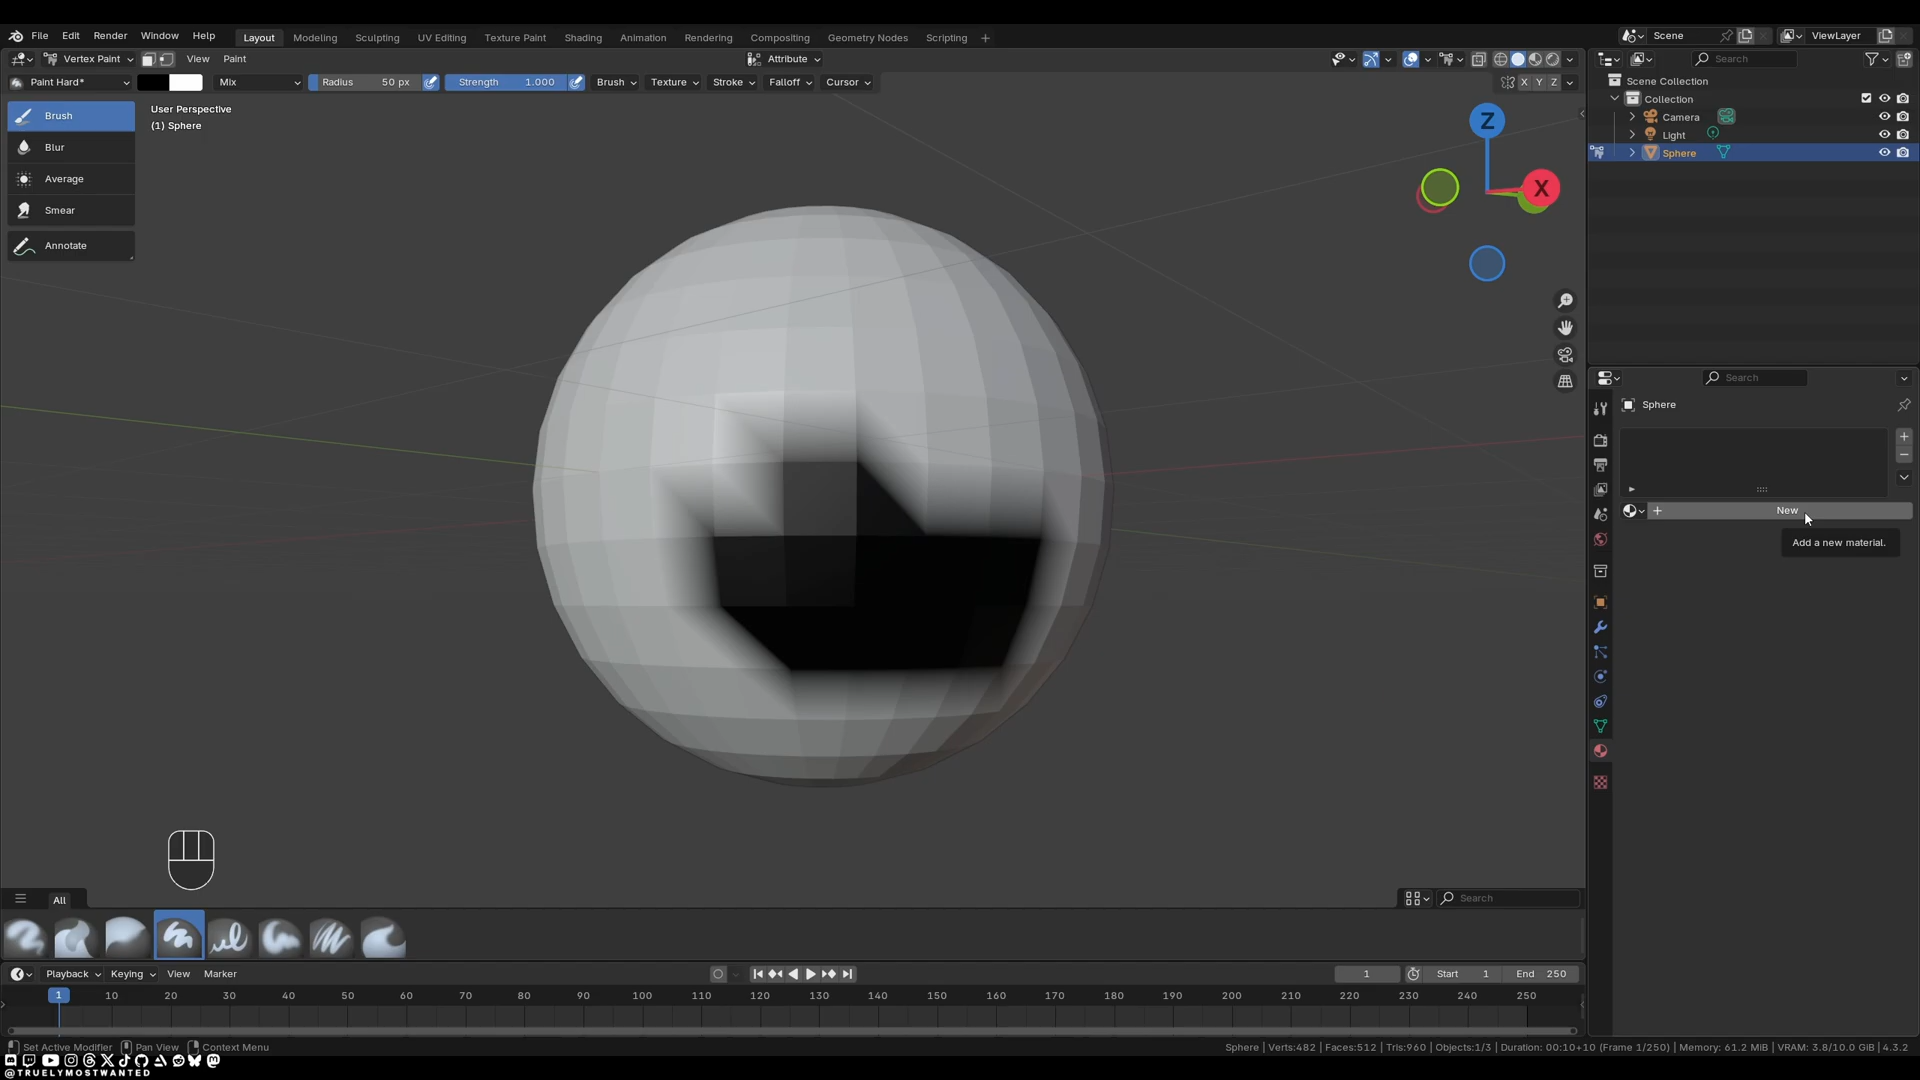 File Edit Render Window Help Layout Modeling Sculpting UV Editing Texture Paint Shading Animation Rendering Compositing Geometry Nodes Scripting + Scene ViewLayer
Vertex Paint View Paint Attribute Search
Paint Hard* Mix Radius 50 px Strength 1.000 Brush Texture Stroke Falloff Cursor X Y Z
Scene Collection
Collection
Camera
Light
Sphere
Brush
Blur
Average
Smear
Annotate
User Perspective
(1) Sphere
Z
X
Search
Sphere
New
Add a new material.
All
Search
Playback Keying View Marker 1 Start 1 End 250
1 10 20 30 40 50 60 70 80 90 100 110 120 130 140 150 160 170 180 190 200 210 220 230 240 250
Set Active Modifier Pan View Context Menu Sphere | Verts:482 | Faces:512 | Tris:960 | Objects:1/3 | Duration: 00:10+10 (Frame 1/250) | Memory: 61.2 MiB | VRAM: 3.8/10.0 GiB | 4.3.2
@TRUELYMOSTWANTED